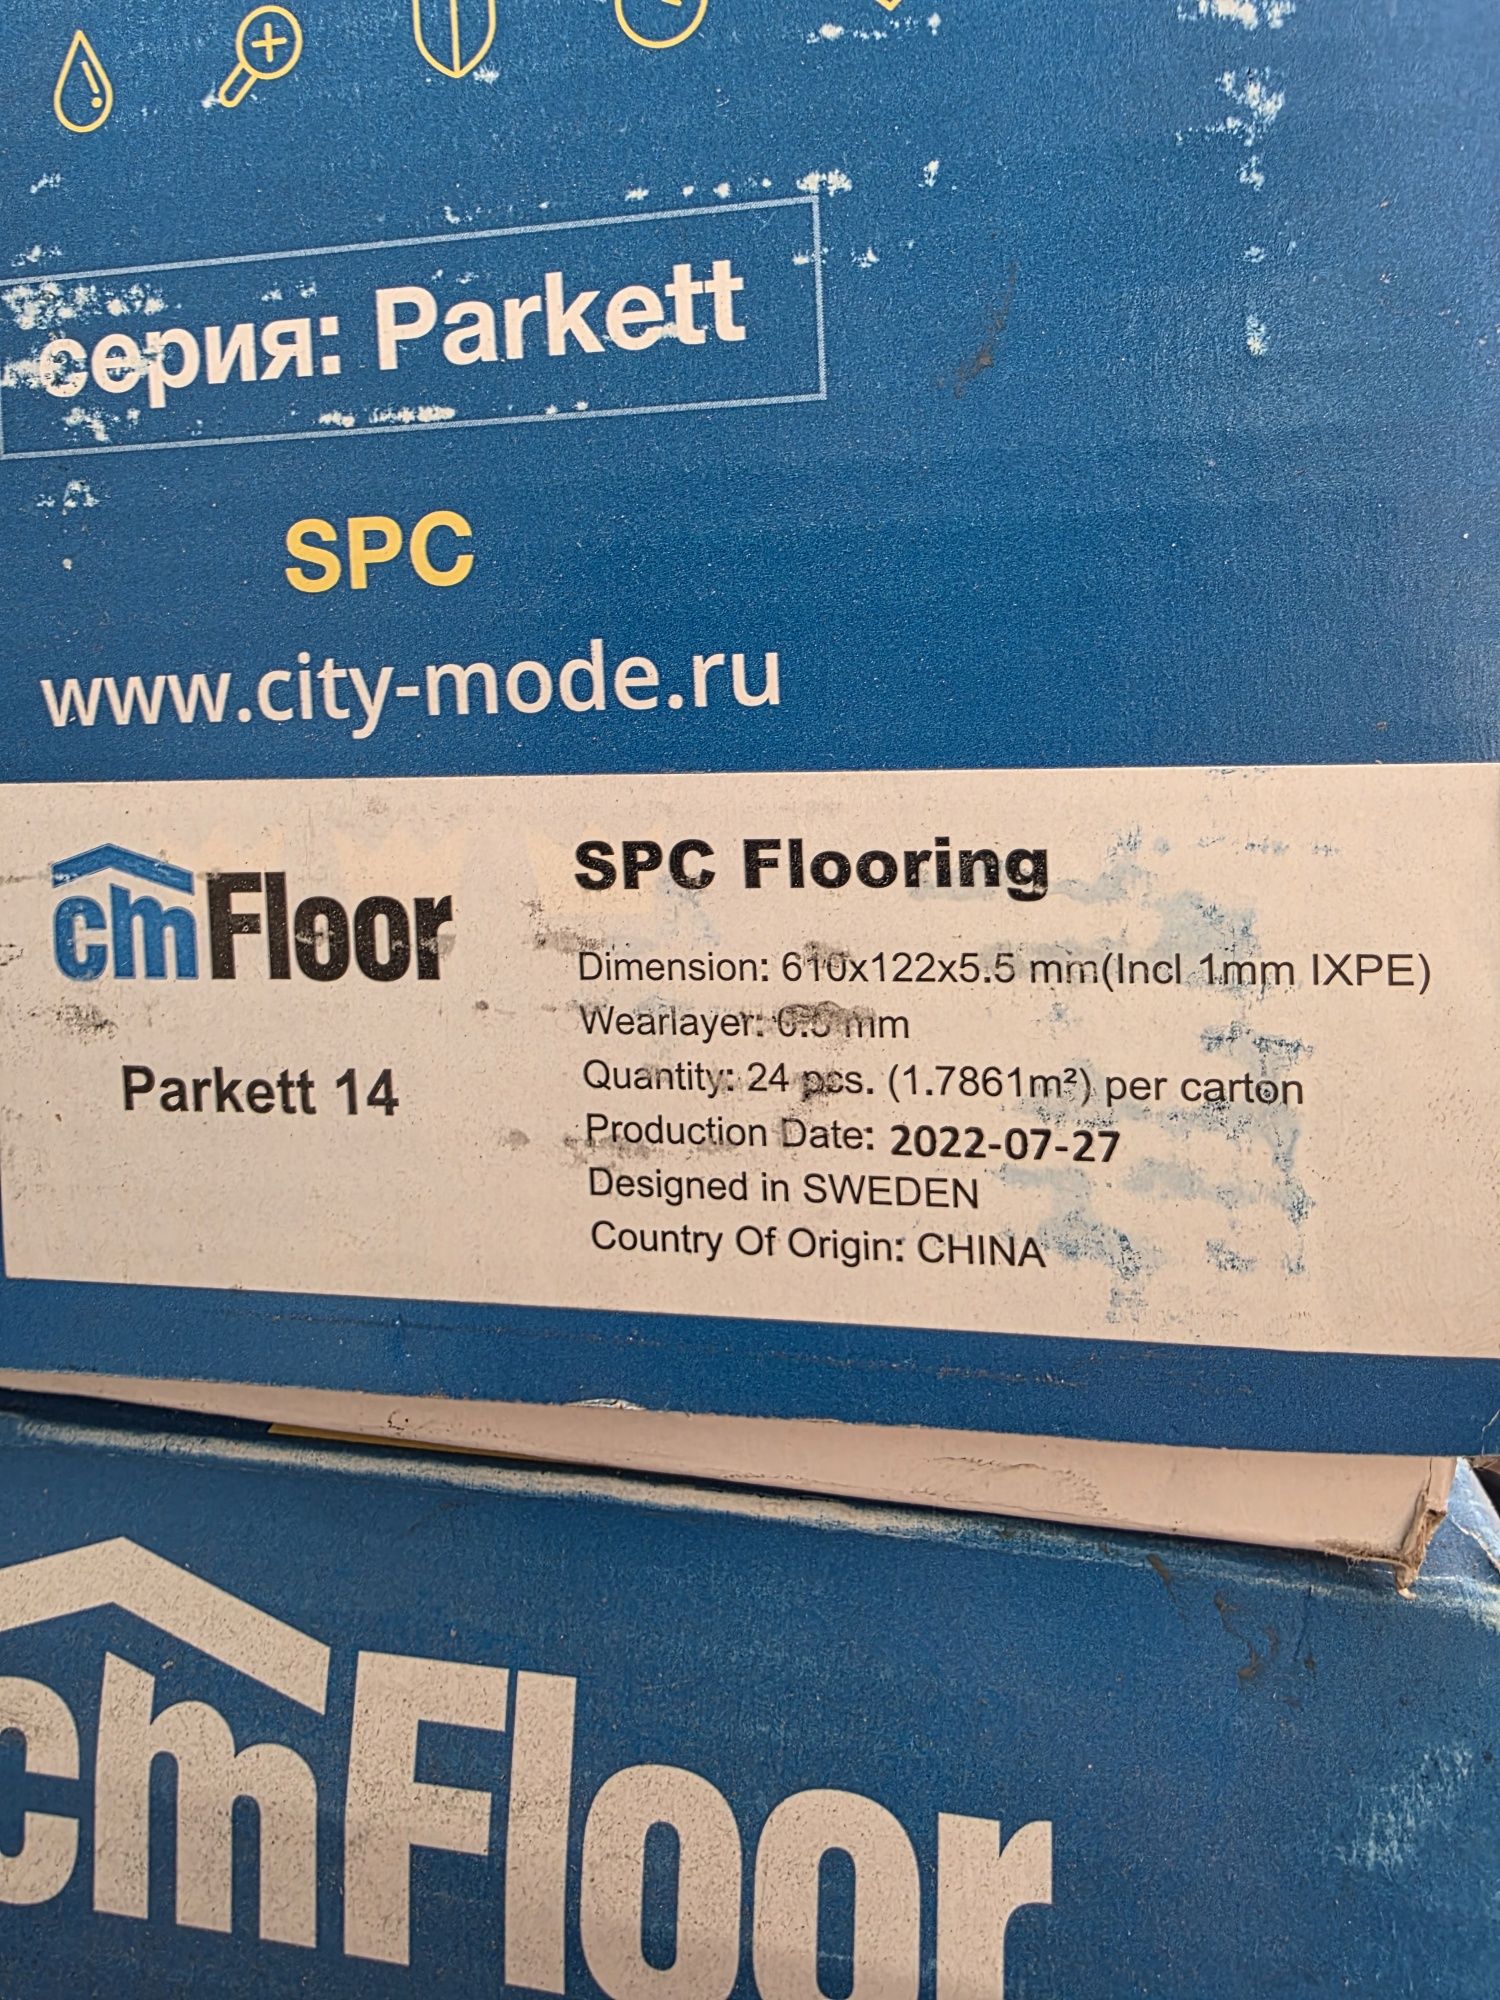 серия: Parkett
SPC
www.city-mode.ru
cmFloor
Parkett 14
SPC Flooring
Dimension: 610x122x5.5 mm(Incl 1mm IXPE)
Wearlayer: mm
Quantity: 24 pcs. (1.7861m²) per carton
Production Date: 2022-07-27
Designed in SWEDEN
Country Of Origin: CHINA
cmFloor